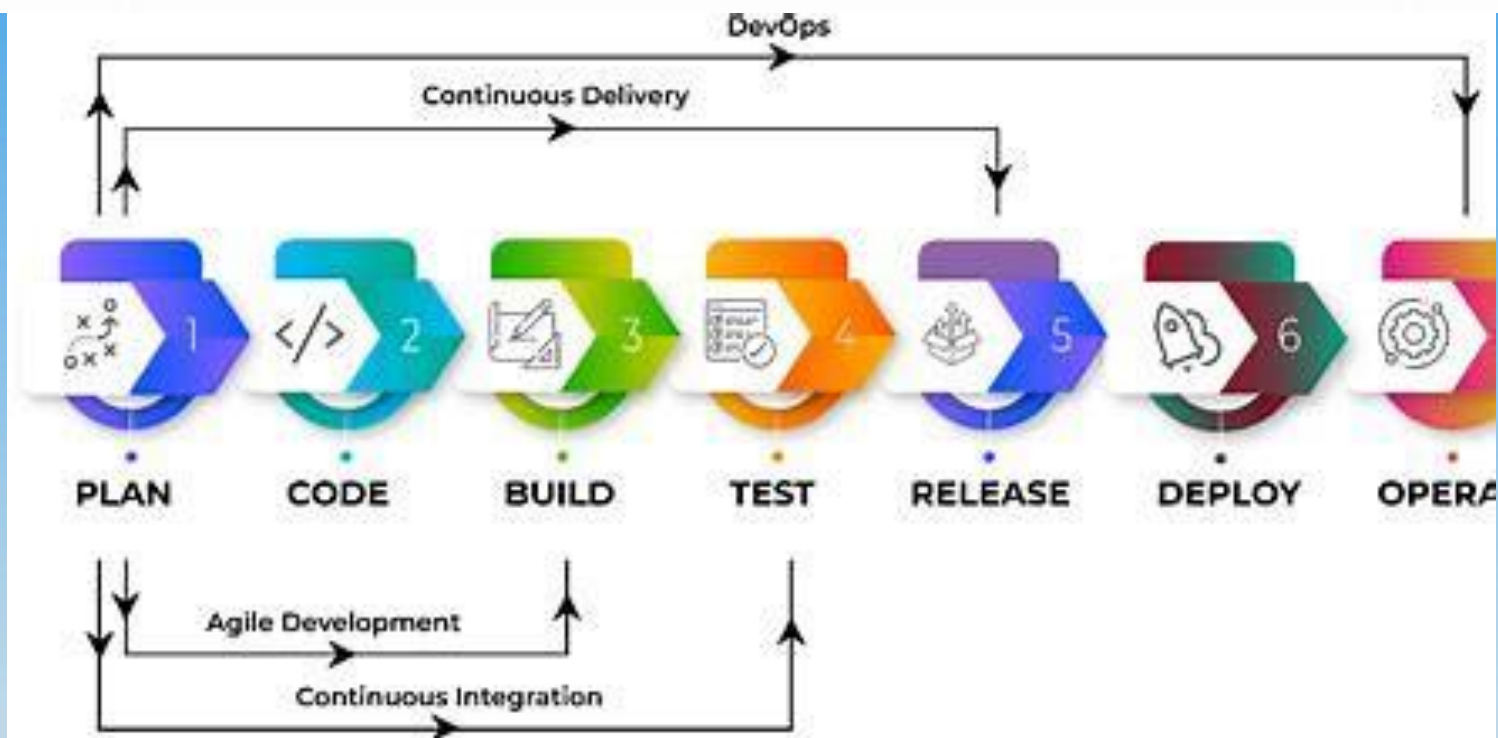 DevOps
Continuous Delivery
1 2 3 4 5 6
</>
PLAN CODE BUILD TEST RELEASE DEPLOY OPERA
Agile Development
Continuous Integration